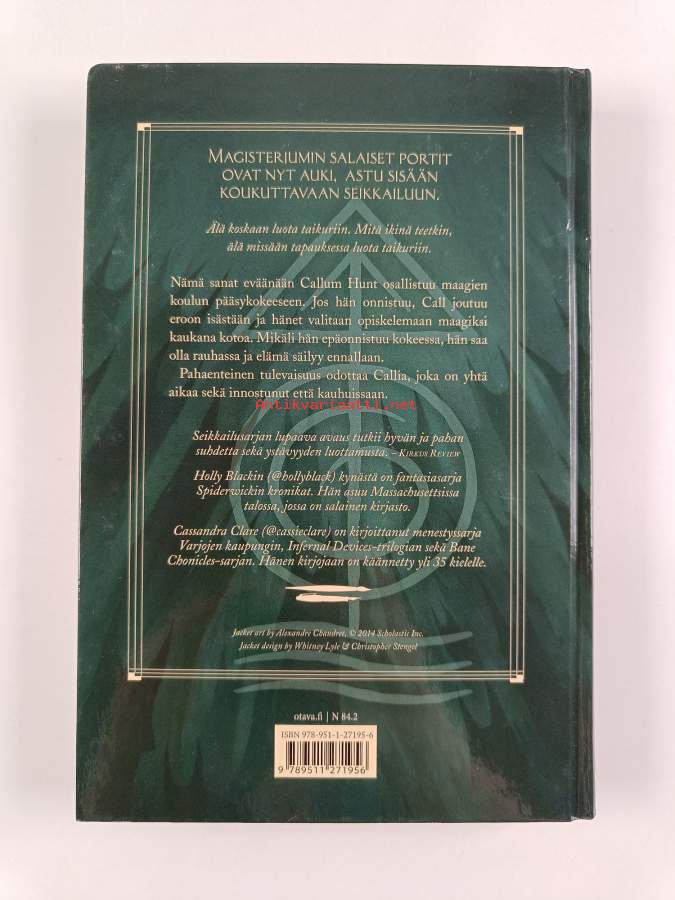 MAGISTERIUMIN SALAISET PORTIT
OVAT NYT AUKI, ASTU SISÄÄN
KOUKUTTAVAAN SEIKKAILUUN.
Älä koskaan luota taikuriin. Mitä ikinä teetkin,
älä missään tapauksessa luota taikuriin.
Nämä sanat eväänään Callum Hunt osallistuu maagien
koulun pääsykokeeseen. Jos hän onnistuu, Call joutuu
eroon isästään ja hänet valitaan opiskelemaan maagiksi
kaukana kotoa. Mikäli hän epäonnistuu kokeessa, hän saa
olla rauhassa ja elämä säilyy ennallaan.
Pahaenteinen tulevaisuus odottaa Callia, joka on yhtä
aikaa sekä innostunut että kauhuissaan.
Antikvariaatti.net
Seikkailusarjan lupaava avaus tutkii hyvän ja pahan
suhdetta sekä ystävyyden luottamusta. – KIRKUS REVIEW
Holly Blackin (@hollyblack) kynästä on fantasiasarja
Spiderwickin kronikat. Hän asuu Massachusettsissa
talossa, jossa on salainen kirjasto.
Cassandra Clare (@cassieclare) on kirjoittanut menestyssarja
Varjojen kaupungin, Infernal Devices-trilogian sekä Bane
Chonicles-sarjan. Hänen kirjojaan on käännetty yli 35 kielelle.
Jacket art by Alexandre Chaudret, © 2014 Scholastic Inc.
Jacket design by Whitney Lyle & Christopher Stengel
otava.fi | N 84.2
ISBN 978-951-1-27195-6
9 789511 271956